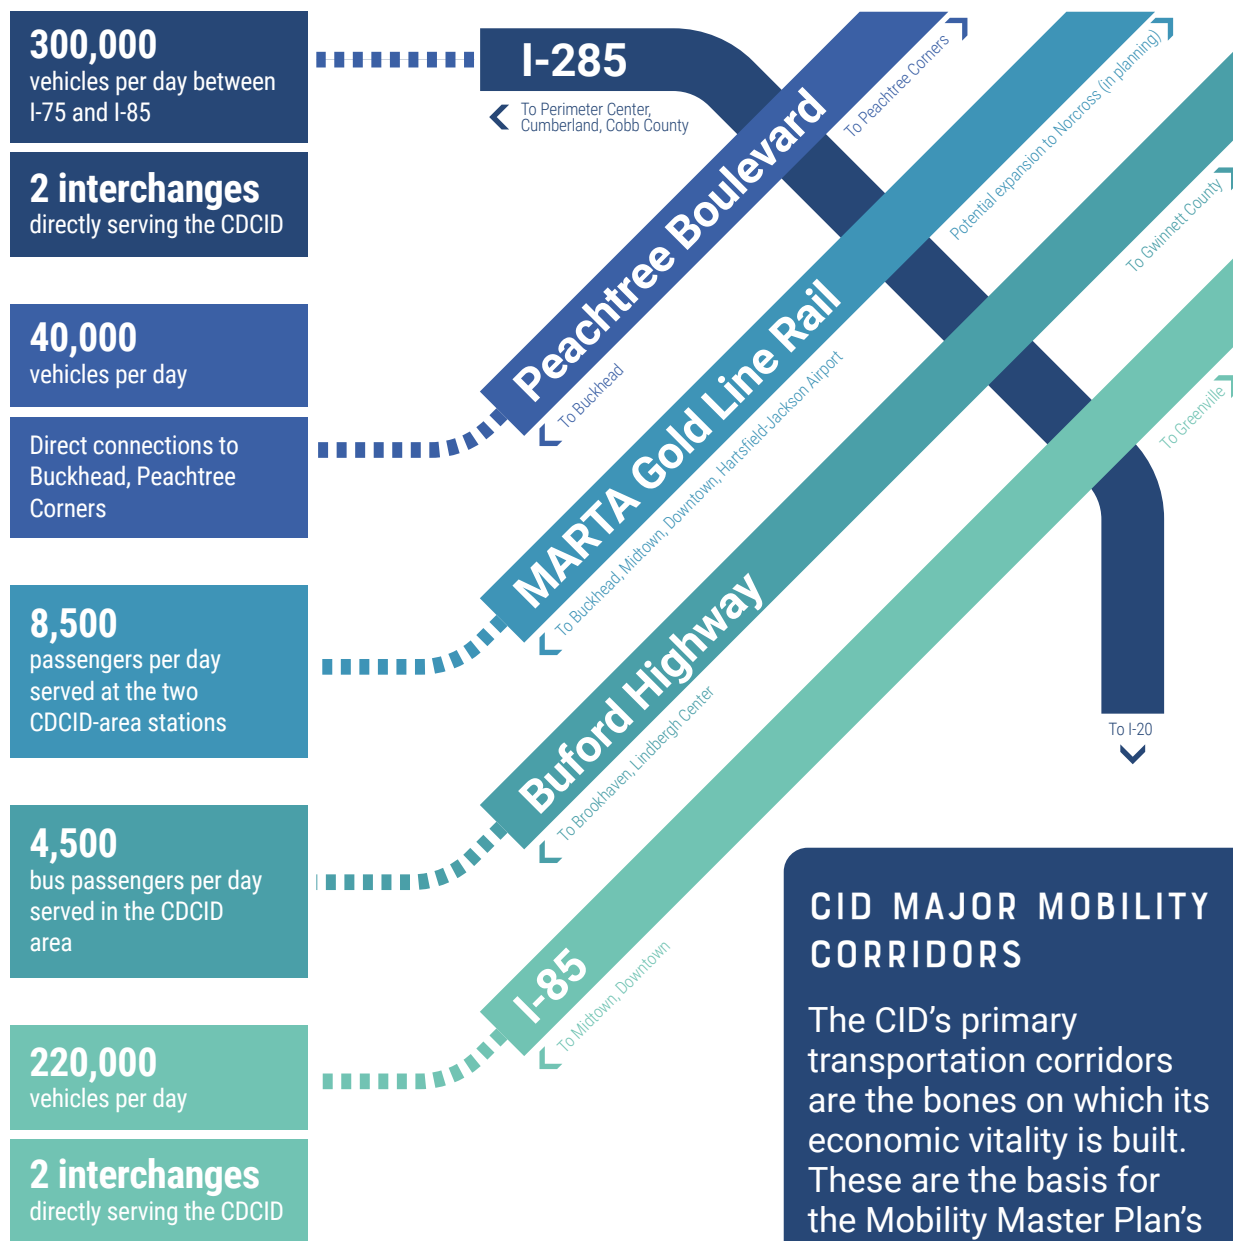 300,000
vehicles per day between
I-75 and I-85
2 interchanges
directly serving the CDCID
40,000
vehicles per day
Direct connections to
Buckhead, Peachtree
Corners
8,500
passengers per day
served at the two
CDCID-area stations
4,500
bus passengers per day
served in the CDCID
area
220,000
vehicles per day
2 interchanges
directly serving the CDCID
I-285
To Perimeter Center,
Cumberland, Cobb County
Peachtree Boulevard
To Peachtree Corners
To Buckhead
MARTA Gold Line Rail
Potential expansion to Norcross (in planning)
To Buckhead, Midtown, Downtown, Hartsfield-Jackson Airport
Buford Highway
To Gwinnett County
To Brookhaven, Lindbergh Center
I-85
To Greenville
To Midtown, Downtown
To I-20
CID MAJOR MOBILITY
CORRIDORS
The CID’s primary
transportation corridors
are the bones on which its
economic vitality is built.
These are the basis for
the Mobility Master Plan’s